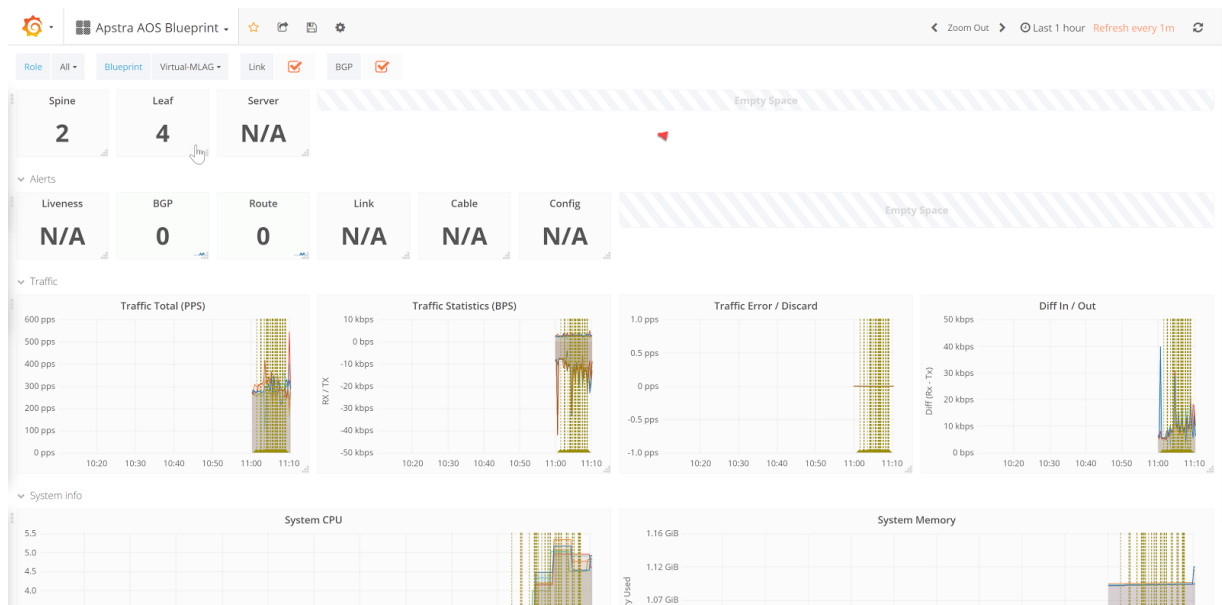 Apstra AOS Blueprint
Zoom Out Last 1 hour Refresh every 1m
Role All Blueprint Virtual-MLAG Link BGP
Spine Leaf Server Empty Space
2 4 N/A
Alerts
Liveness BGP Route Link Cable Config Empty Space
N/A 0 0 N/A N/A N/A
Traffic
Traffic Total (PPS)
600 pps
500 pps
400 pps
300 pps
200 pps
100 pps
0 pps
10:20 10:30 10:40 10:50 11:00 11:10
Traffic Statistics (BPS)
RX / TX
10 kbps
0 bps
-10 kbps
-20 kbps
-30 kbps
-40 kbps
-50 kbps
10:20 10:30 10:40 10:50 11:00 11:10
Traffic Error / Discard
1.0 pps
0.5 pps
0 pps
-0.5 pps
-1.0 pps
10:20 10:30 10:40 10:50 11:00 11:10
Diff In / Out
Diff (Rx - Tx)
50 kbps
40 kbps
30 kbps
20 kbps
10 kbps
0 bps
10:20 10:30 10:40 10:50 11:00 11:10
System info
System CPU
5.5
5.0
4.5
4.0
System Memory
1.16 GiB
1.12 GiB
1.07 GiB
Used